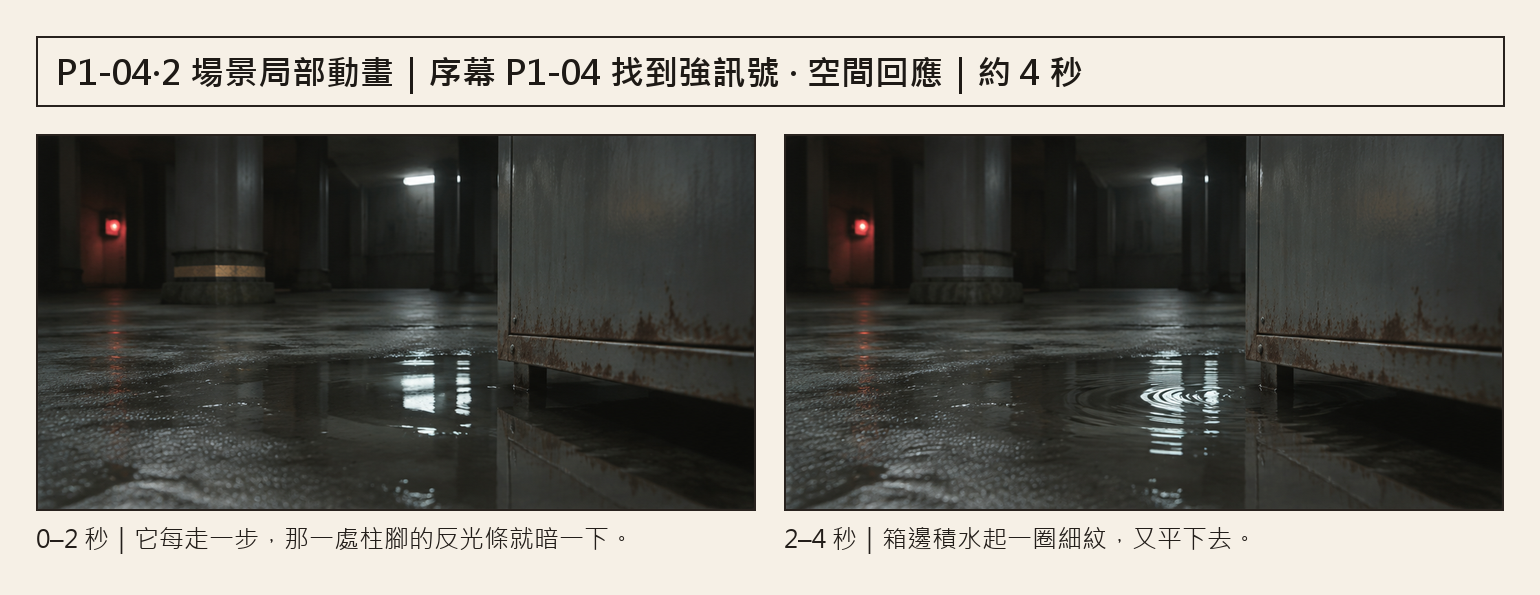 P1-04·2 場景局部動畫｜序幕 P1-04 找到強訊號 · 空間回應｜約 4 秒
0–2 秒｜它每走一步，那一處柱腳的反光條就暗一下。
2–4 秒｜箱邊積水起一圈細紋，又平下去。